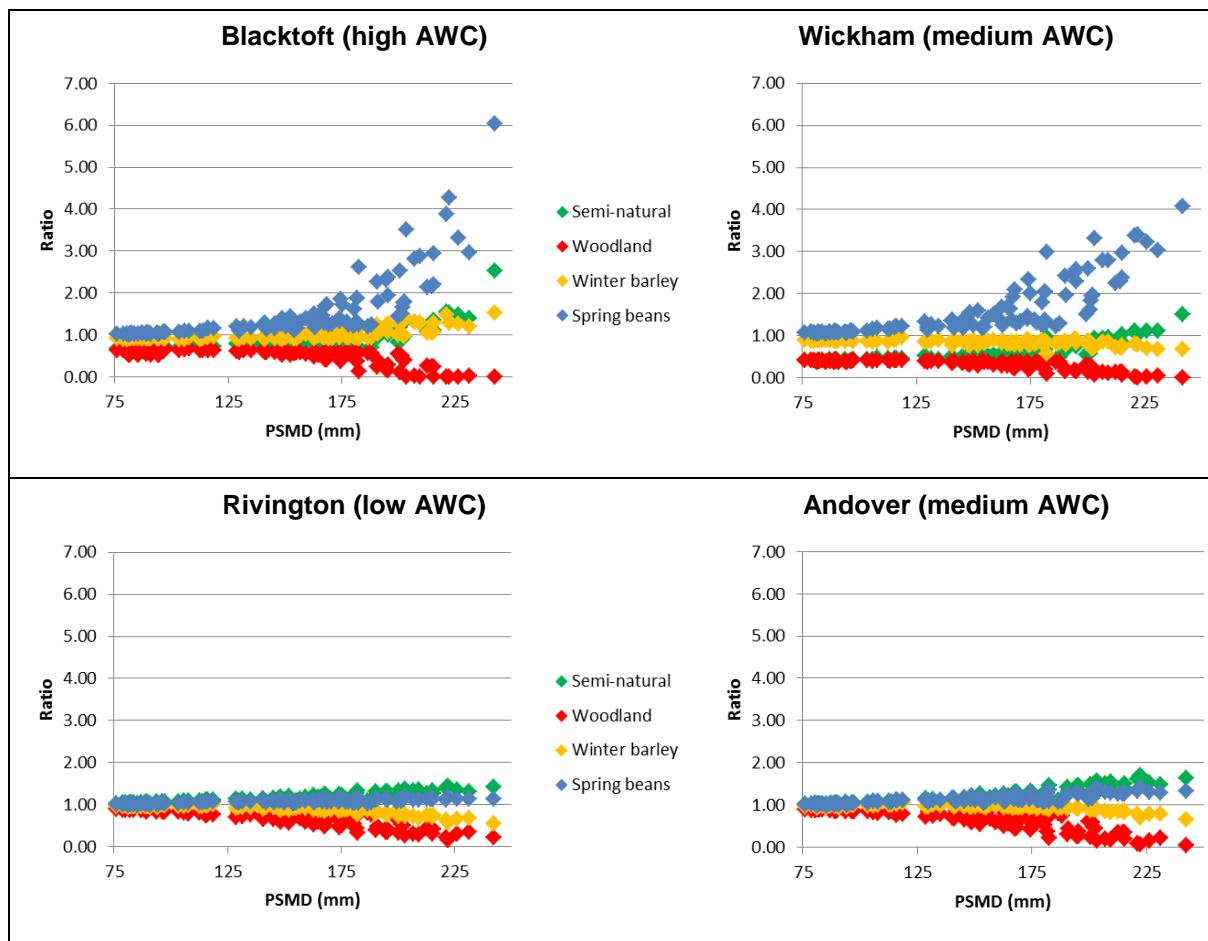 Blacktoft (high AWC)
7.00
6.00
5.00
4.00
3.00
2.00
1.00
0.00
Ratio
75
125
175
225
PSMD (mm)
Semi-natural
Woodland
Winter barley
Spring beans
Wickham (medium AWC)
7.00
6.00
5.00
4.00
3.00
2.00
1.00
0.00
Ratio
75
125
175
225
PSMD (mm)
Rivington (low AWC)
7.00
6.00
5.00
4.00
3.00
2.00
1.00
0.00
Ratio
75
125
175
225
PSMD (mm)
Semi-natural
Woodland
Winter barley
Spring beans
Andover (medium AWC)
7.00
6.00
5.00
4.00
3.00
2.00
1.00
0.00
Ratio
75
125
175
225
PSMD (mm)